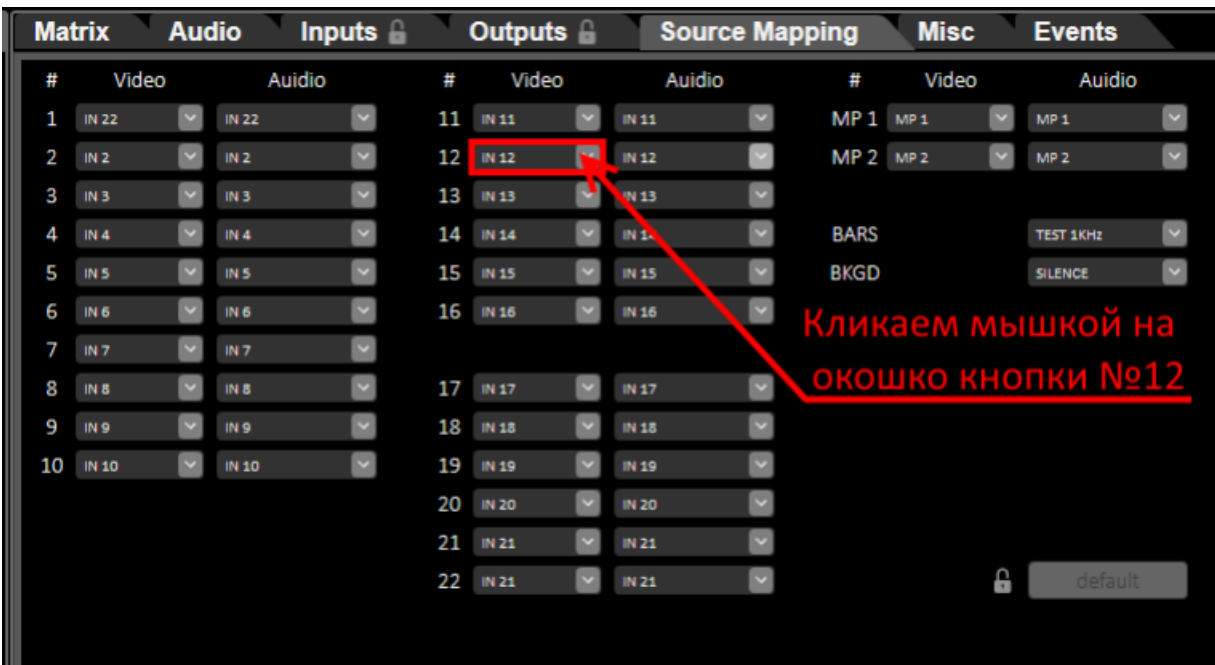 Matrix Audio Inputs Outputs Source Mapping Misc Events
# Video Auidio # Video Auidio # Video Auidio
1 IN 22 IN 22 11 IN 11 IN 11 MP 1 MP 1 MP 1
2 IN 2 IN 2 12 IN 12 IN 12 MP 2 MP 2 MP 2
3 IN 3 IN 3 13 IN 13 IN 13
4 IN 4 IN 4 14 IN 14 IN 14 BARS TEST 1KHz
5 IN 5 IN 5 15 IN 15 IN 15 BKGD SILENCE
6 IN 6 IN 6 16 IN 16 IN 16
Кликаем мышкой на
7 IN 7 IN 7
окошко кнопки №12
8 IN 8 IN 8 17 IN 17 IN 17
9 IN 9 IN 9 18 IN 18 IN 18
10 IN 10 IN 10 19 IN 19 IN 19
20 IN 20 IN 20
21 IN 21 IN 21
22 IN 21 IN 21 default